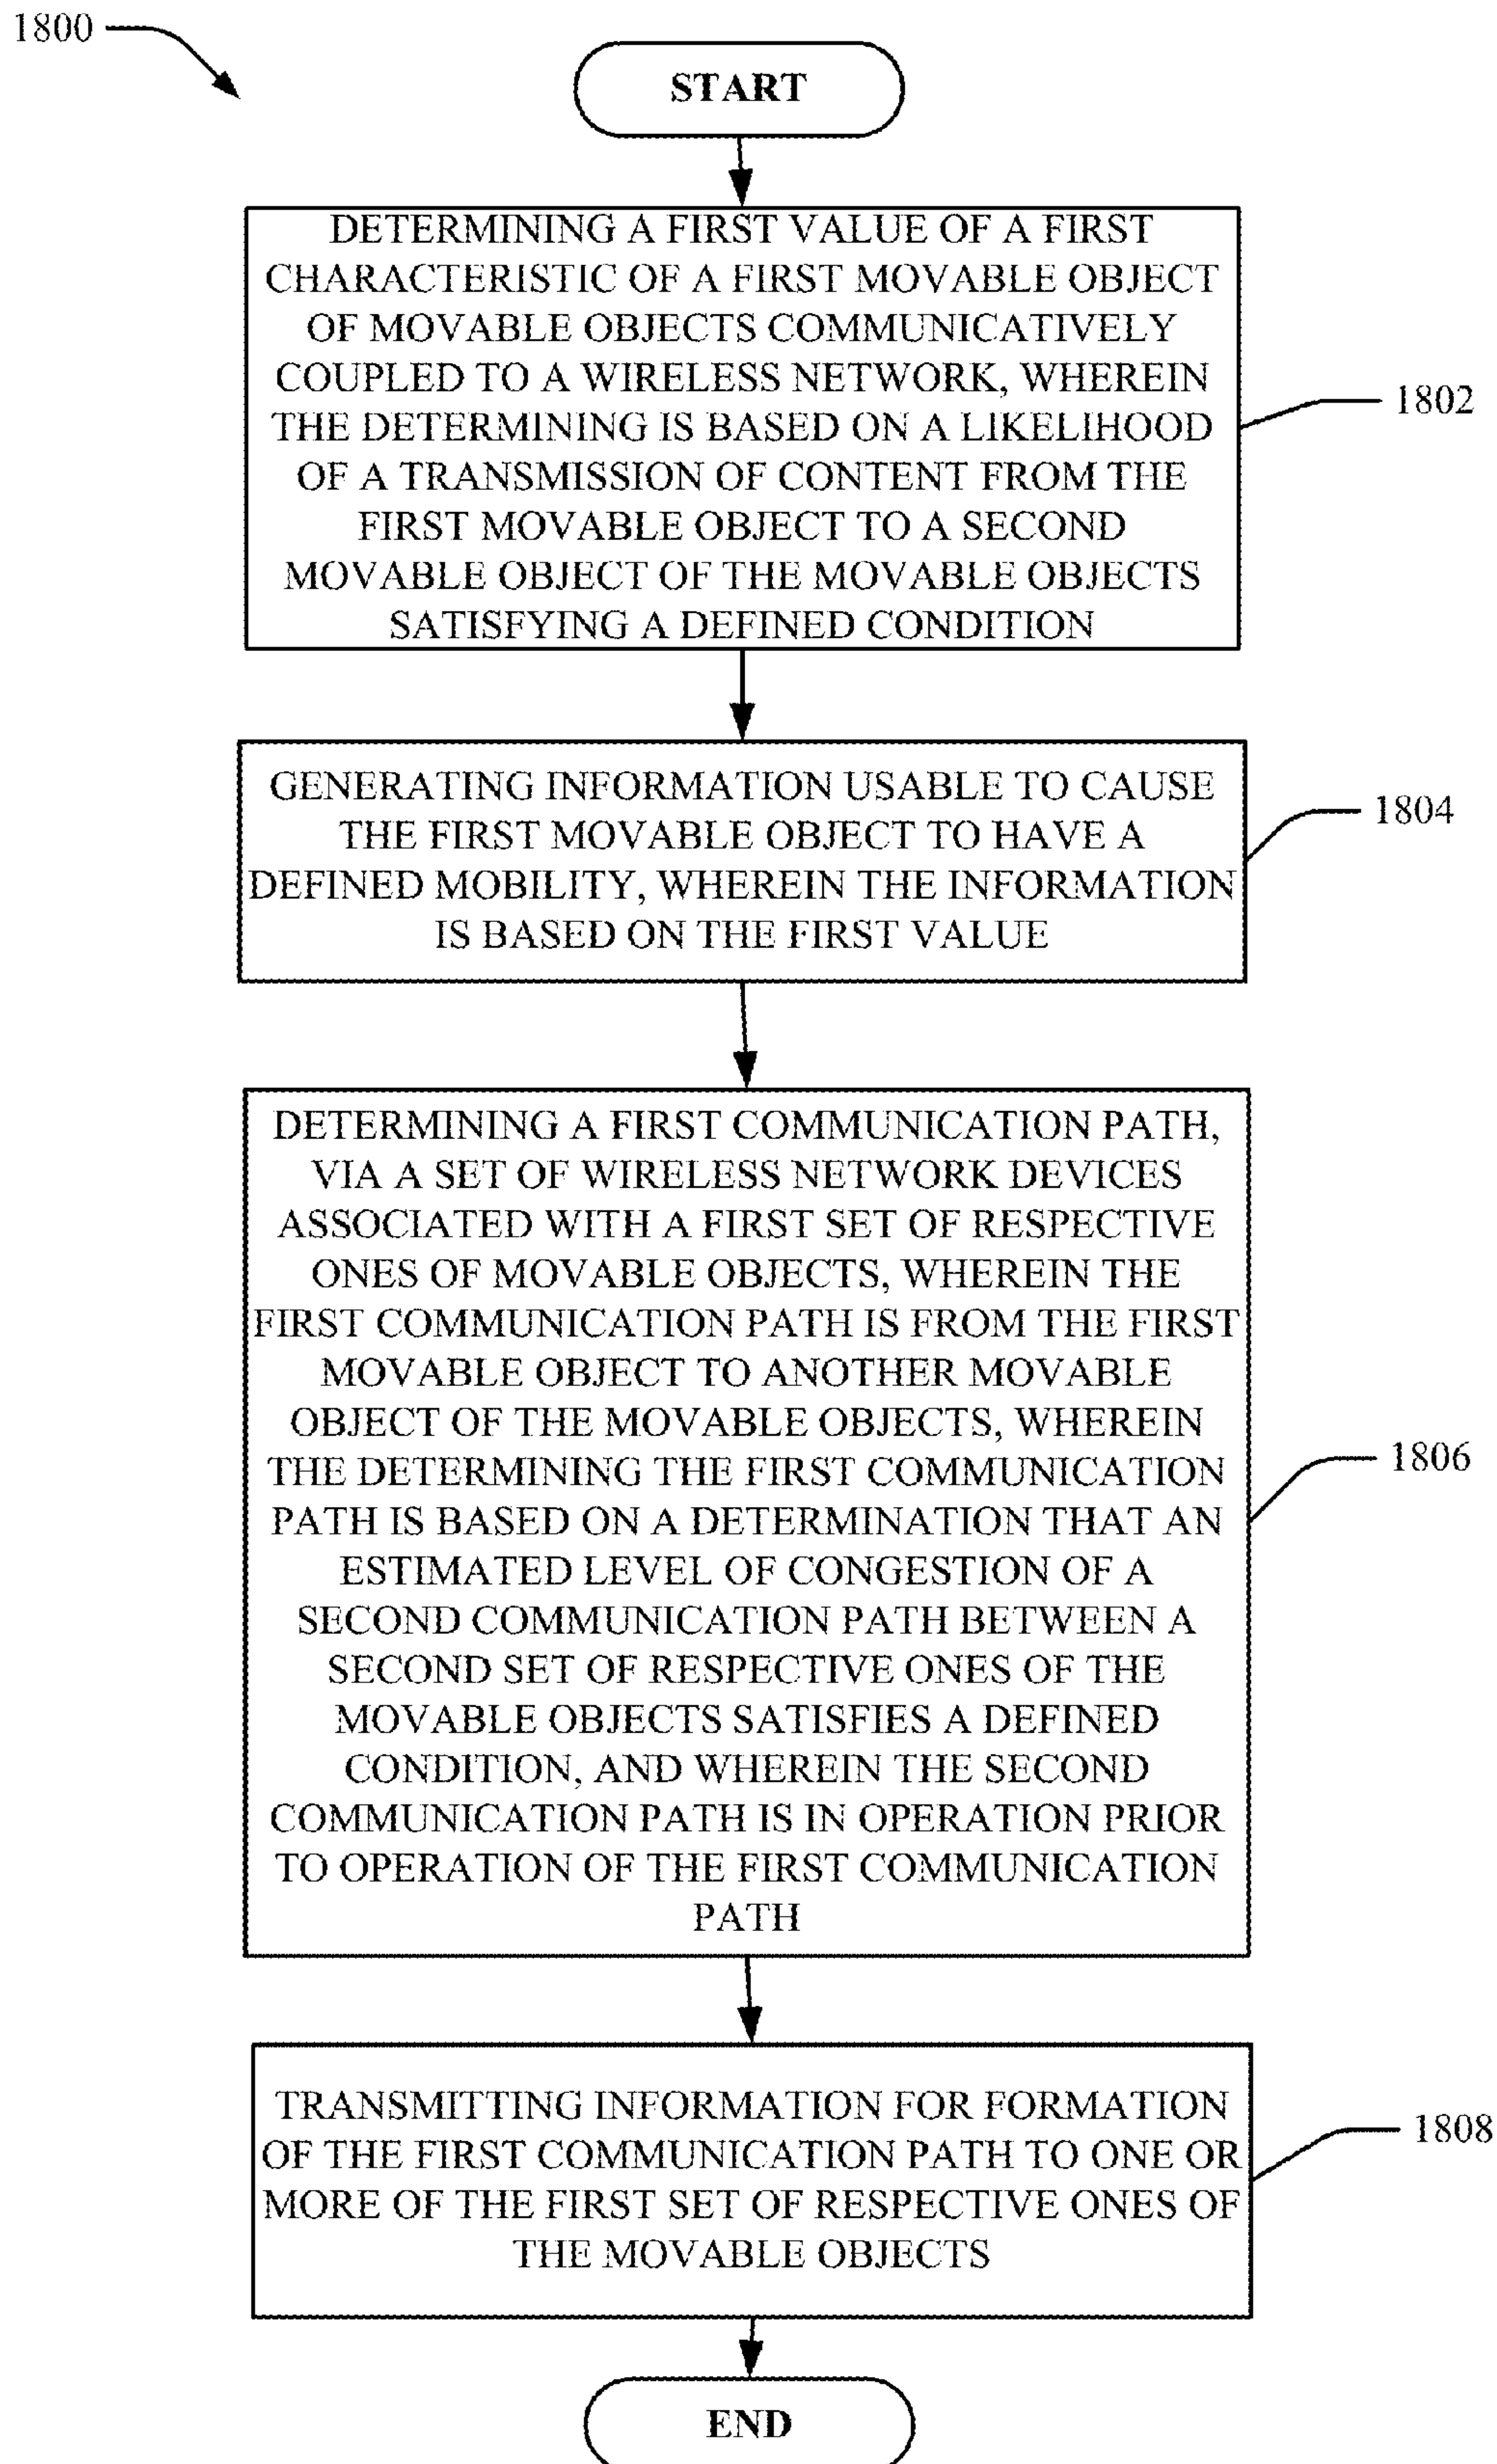 1800
START
DETERMINING A FIRST VALUE OF A FIRST
CHARACTERISTIC OF A FIRST MOVABLE OBJECT
OF MOVABLE OBJECTS COMMUNICATIVELY
COUPLED TO A WIRELESS NETWORK, WHEREIN
THE DETERMINING IS BASED ON A LIKELIHOOD
OF A TRANSMISSION OF CONTENT FROM THE
FIRST MOVABLE OBJECT TO A SECOND
MOVABLE OBJECT OF THE MOVABLE OBJECTS
SATISFYING A DEFINED CONDITION
1802
GENERATING INFORMATION USABLE TO CAUSE
THE FIRST MOVABLE OBJECT TO HAVE A
DEFINED MOBILITY, WHEREIN THE INFORMATION
IS BASED ON THE FIRST VALUE
1804
DETERMINING A FIRST COMMUNICATION PATH,
VIA A SET OF WIRELESS NETWORK DEVICES
ASSOCIATED WITH A FIRST SET OF RESPECTIVE
ONES OF MOVABLE OBJECTS, WHEREIN THE
FIRST COMMUNICATION PATH IS FROM THE FIRST
MOVABLE OBJECT TO ANOTHER MOVABLE
OBJECT OF THE MOVABLE OBJECTS, WHEREIN
THE DETERMINING THE FIRST COMMUNICATION
PATH IS BASED ON A DETERMINATION THAT AN
ESTIMATED LEVEL OF CONGESTION OF A
SECOND COMMUNICATION PATH BETWEEN A
SECOND SET OF RESPECTIVE ONES OF THE
MOVABLE OBJECTS SATISFIES A DEFINED
CONDITION, AND WHEREIN THE SECOND
COMMUNICATION PATH IS IN OPERATION PRIOR
TO OPERATION OF THE FIRST COMMUNICATION
PATH
1806
TRANSMITTING INFORMATION FOR FORMATION
OF THE FIRST COMMUNICATION PATH TO ONE OR
MORE OF THE FIRST SET OF RESPECTIVE ONES OF
THE MOVABLE OBJECTS
1808
END